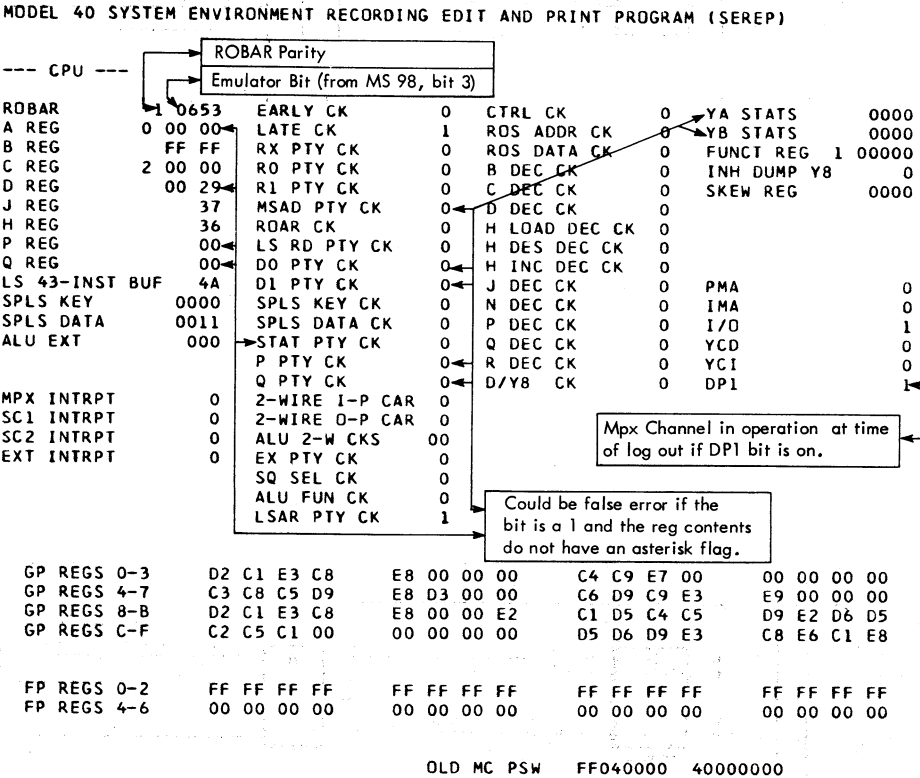 MODEL 40 SYSTEM ENVIRONMENT RECORDING EDIT AND PRINT PROGRAM (SEREP)
ROBAR Parity
--- CPU ---
Emulator Bit (from MS 98, bit 3)
ROBAR 1 0653 EARLY CK 0 CTRL CK 0 YA STATS 0000
A REG 0 00 00 LATE CK 1 ROS ADDR CK 0 YB STATS 0000
B REG FF FF RX PTY CK 0 ROS DATA CK 0 FUNCT REG 1 00000
C REG 2 00 00 R0 PTY CK 0 B DEC CK 0 INH DUMP Y8 0
D REG 00 29 R1 PTY CK 0 C DEC CK 0 SKEW REG 0000
J REG 37 MSAD PTY CK 0 D DEC CK 0
H REG 36 ROAR CK 0 H LOAD DEC CK 0
P REG 00 LS RD PTY CK 0 H DES DEC CK 0
Q REG 00 D0 PTY CK 0 H INC DEC CK 0
LS 43-INST BUF 4A D1 PTY CK 0 J DEC CK 0 PMA 0
SPLS KEY 0000 SPLS KEY CK 0 N DEC CK 0 IMA 0
SPLS DATA 0011 SPLS DATA CK 0 P DEC CK 0 I/O 1
ALU EXT 000 STAT PTY CK 0 Q DEC CK 0 YCD 0
P PTY CK 0 R DEC CK 0 YCI 0
Q PTY CK 0 D/Y8 CK 0 DP1 1
MPX INTRPT 0 2-WIRE I-P CAR 0
SC1 INTRPT 0 2-WIRE O-P CAR 0
SC2 INTRPT 0 ALU 2-W CKS 00
EXT INTRPT 0 EX PTY CK 0
SQ SEL CK 0
ALU FUN CK 0
LSAR PTY CK 1
Mpx Channel in operation at time
of log out if DP1 bit is on.
Could be false error if the
bit is a 1 and the reg contents
do not have an asterisk flag.
GP REGS 0-3 D2 C1 E3 C8 E8 00 00 00 C4 C9 E7 00 00 00 00 00
GP REGS 4-7 C3 C8 C5 D9 E8 D3 00 00 C6 D9 C9 E3 E9 00 00 00
GP REGS 8-B D2 C1 E3 C8 E8 00 00 E2 C1 D5 C4 C5 D9 E2 D6 D5
GP REGS C-F C2 C5 C1 00 00 00 00 00 D5 D6 D9 E3 C8 E6 C1 E8
FP REGS 0-2 FF FF FF FF FF FF FF FF FF FF FF FF FF FF FF FF
FP REGS 4-6 00 00 00 00 00 00 00 00 00 00 00 00 00 00 00 00
OLD MC PSW FF040000 40000000